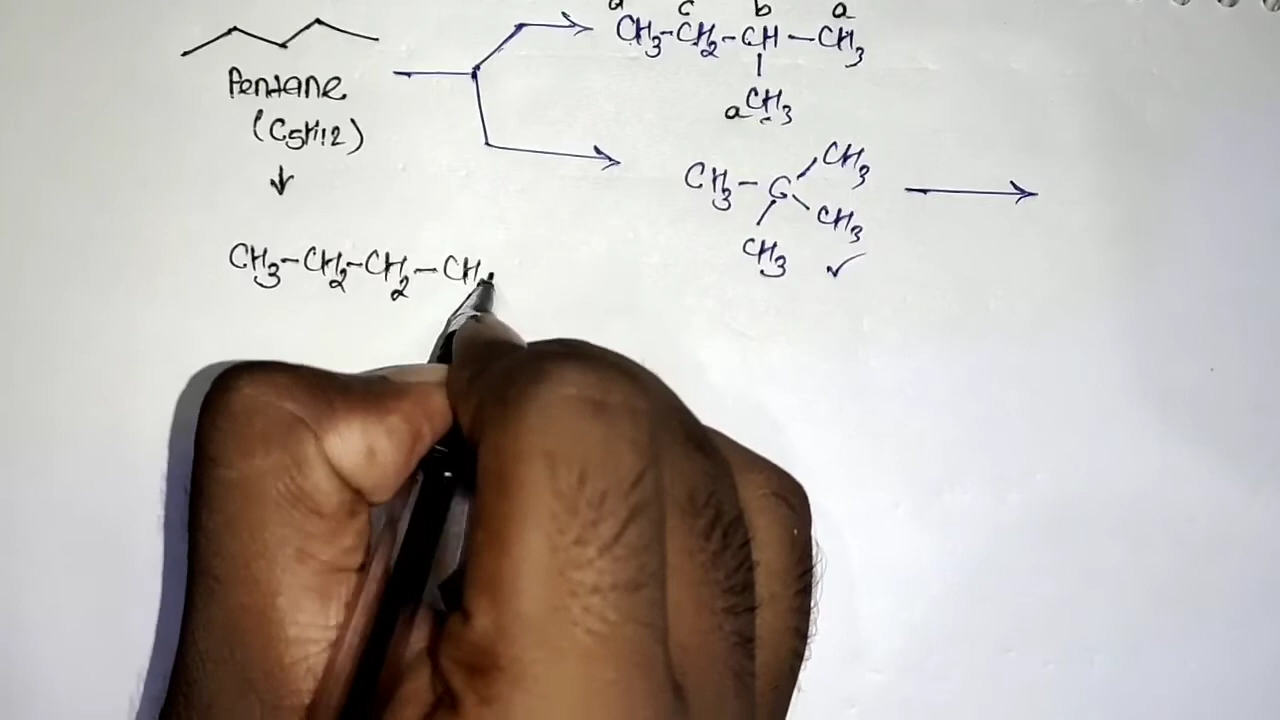 c b a
CH3-CH2-CH-CH3
aCH3
Pentane
(C5H12)
CH3-C
CH3
CH3
CH3
CH3-CH2-CH2-CH